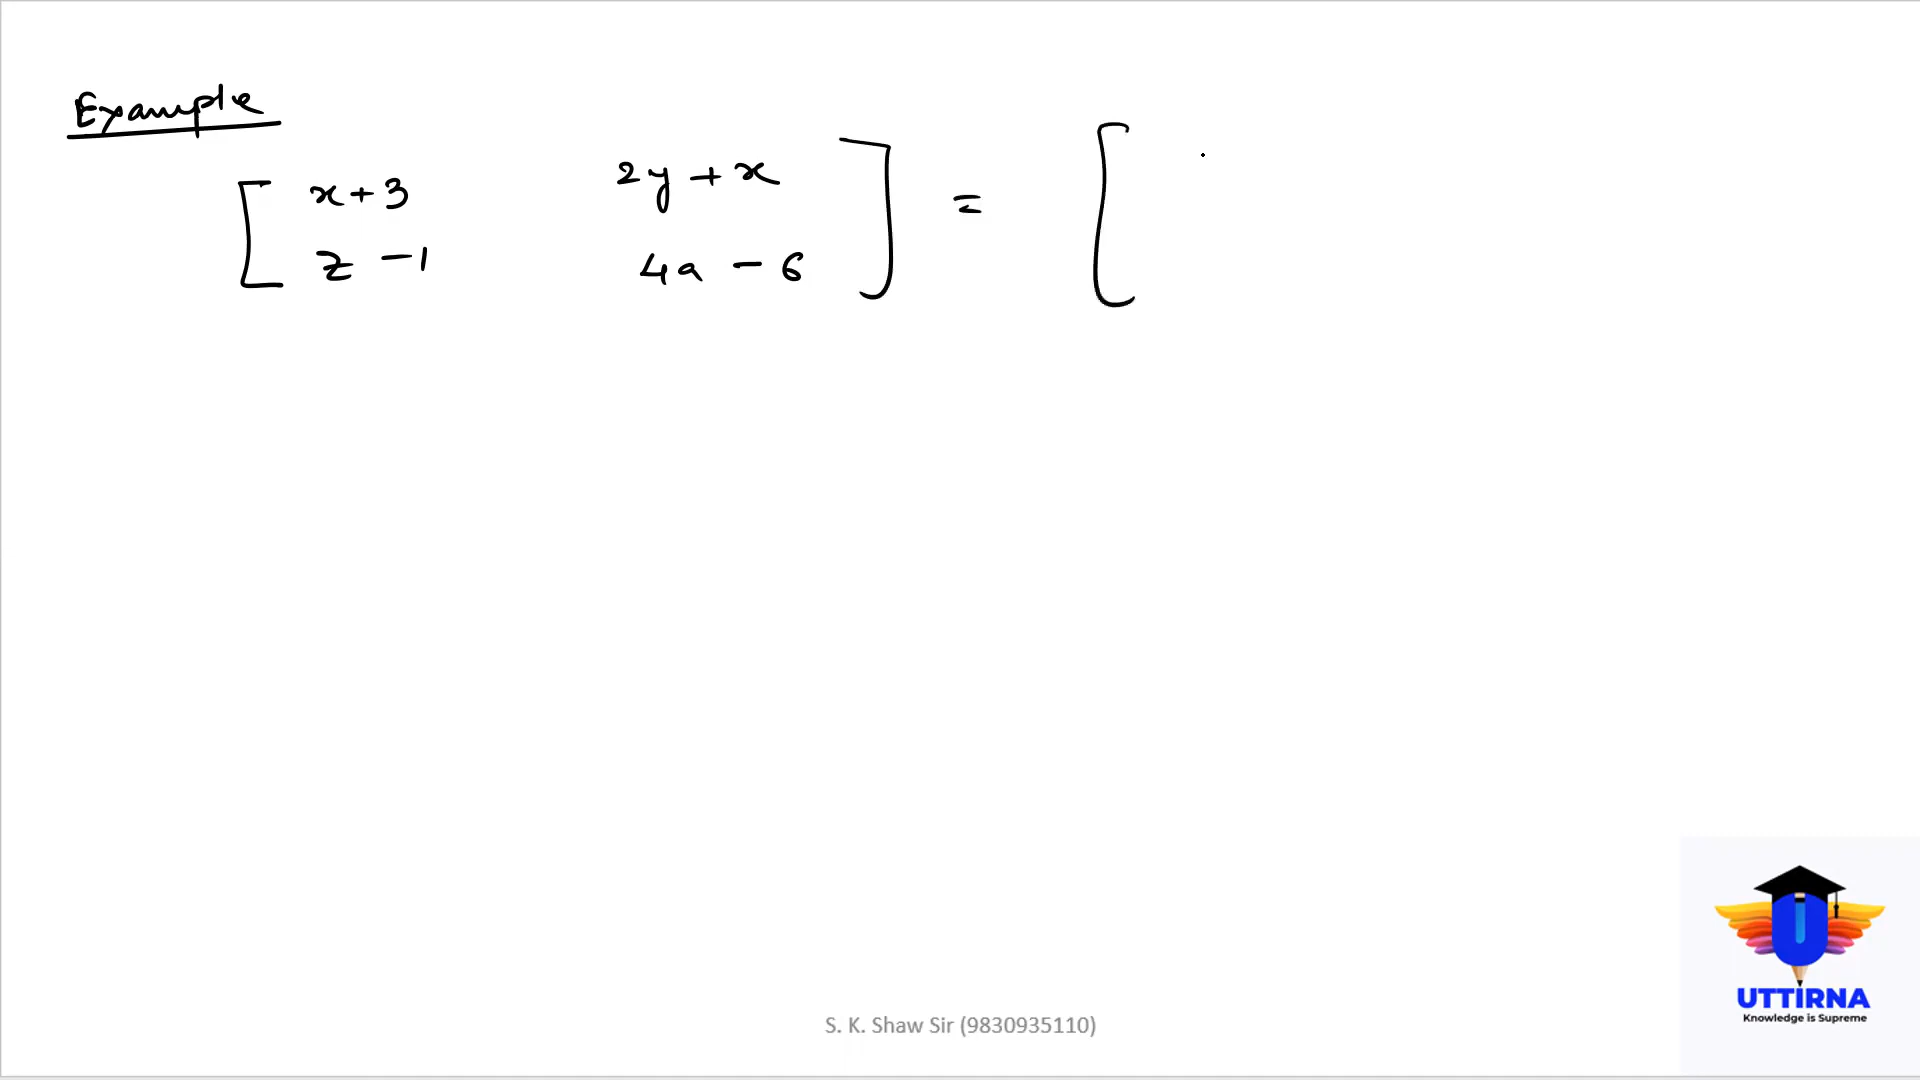 Example
[ x+3 2y+x ] = [
z-1 4a-6
S. K. Shaw Sir (9830935110)
UTTIRNA
Knowledge is Supreme